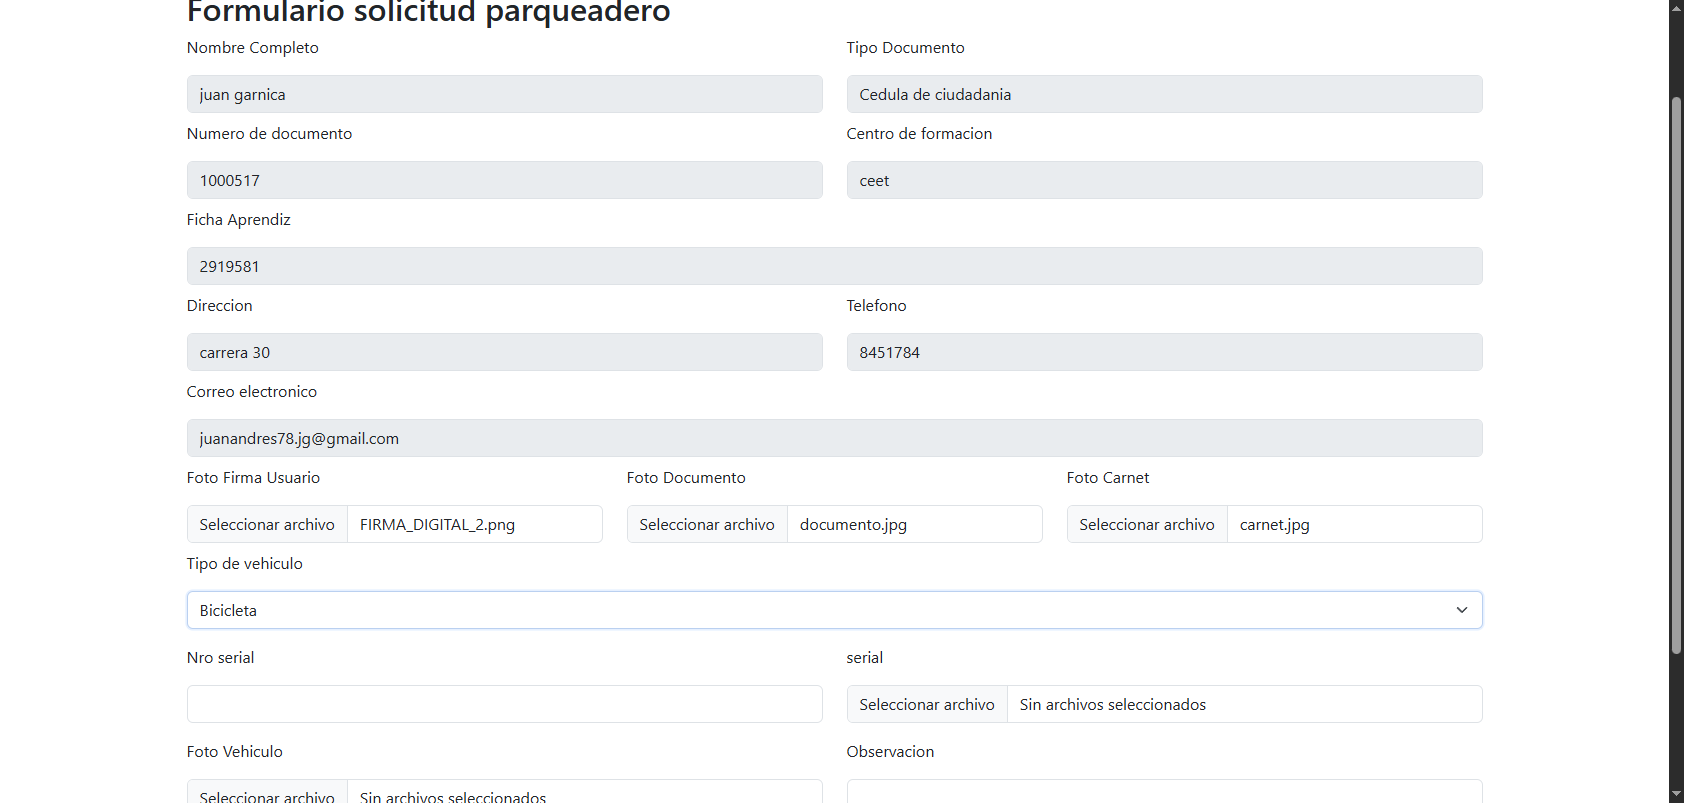 Formulario solicitud parqueadero
Nombre Completo
Tipo Documento
juan garnica
Cedula de ciudadania
Numero de documento
Centro de formacion
1000517
ceet
Ficha Aprendiz
2919581
Direccion
Telefono
carrera 30
8451784
Correo electronico
juanandres78.jg@gmail.com
Foto Firma Usuario
Foto Documento
Foto Carnet
Seleccionar archivo FIRMA_DIGITAL_2.png
Seleccionar archivo documento.jpg
Seleccionar archivo carnet.jpg
Tipo de vehiculo
Bicicleta
Nro serial
serial
Seleccionar archivo Sin archivos seleccionados
Foto Vehiculo
Observacion
Seleccionar archivo Sin archivos seleccionados